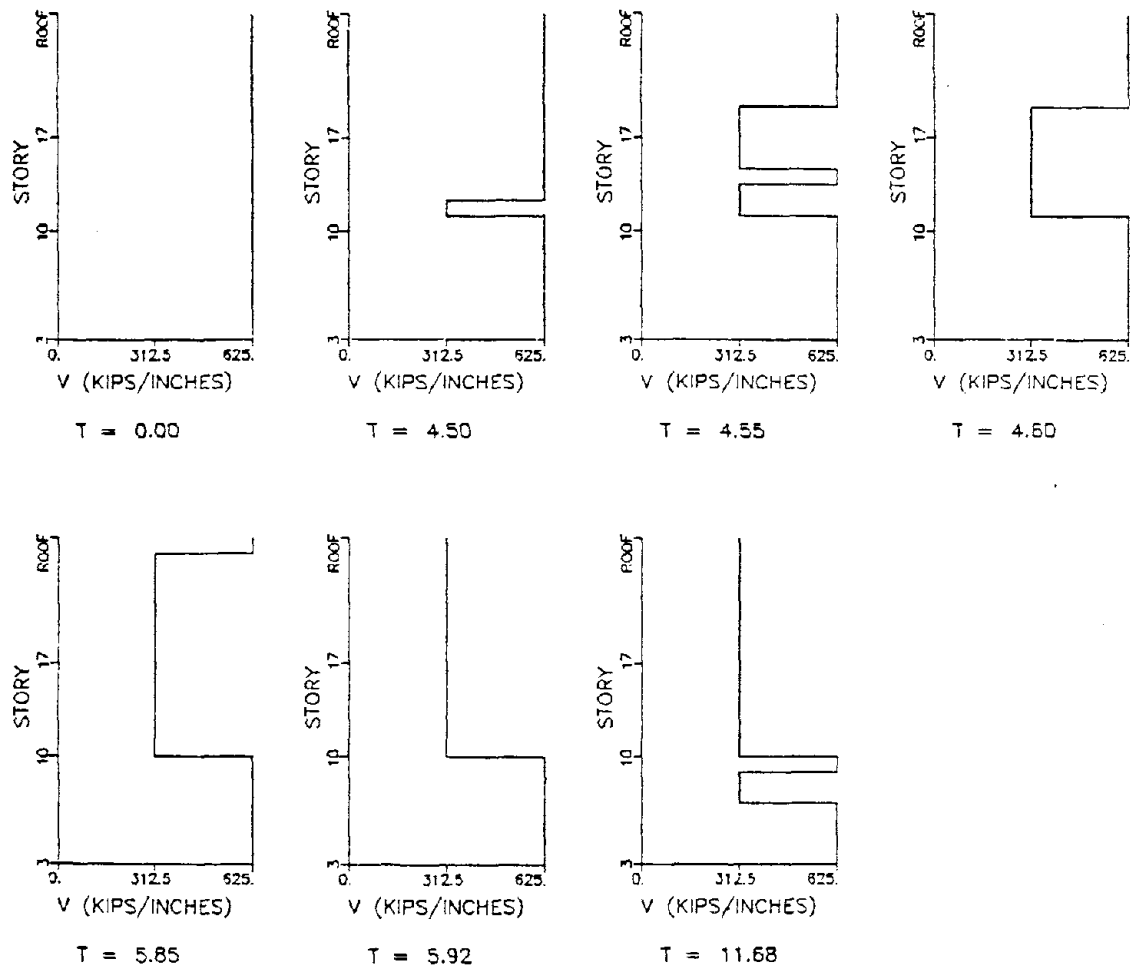 ROOF
17
STORY
10
3
0. 312.5 625.
V (KIPS/INCHES)
T = 0.00
ROOF
17
STORY
10
3
0. 312.5 625.
V (KIPS/INCHES)
T = 4.50
ROOF
17
STORY
10
3
0. 312.5 625.
V (KIPS/INCHES)
T = 4.55
ROOF
17
STORY
10
3
0. 312.5 625.
V (KIPS/INCHES)
T = 4.60
ROOF
17
STORY
10
3
0. 312.5 625.
V (KIPS/INCHES)
T = 5.85
ROOF
17
STORY
10
3
0. 312.5 625.
V (KIPS/INCHES)
T = 5.92
ROOF
17
STORY
10
3
0. 312.5 625.
V (KIPS/INCHES)
T = 11.68